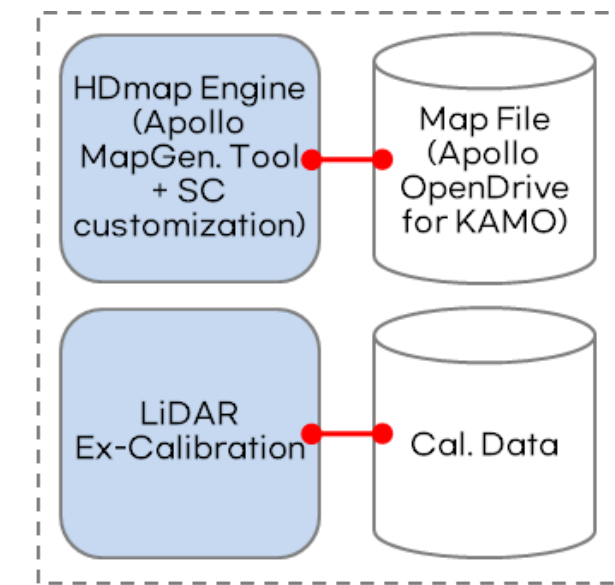 HDmap Engine
(Apollo
MapGen. Tool
+ SC
customization)
Map File
(Apollo
OpenDrive
for KAMO)
LiDAR
Ex-Calibration
Cal. Data